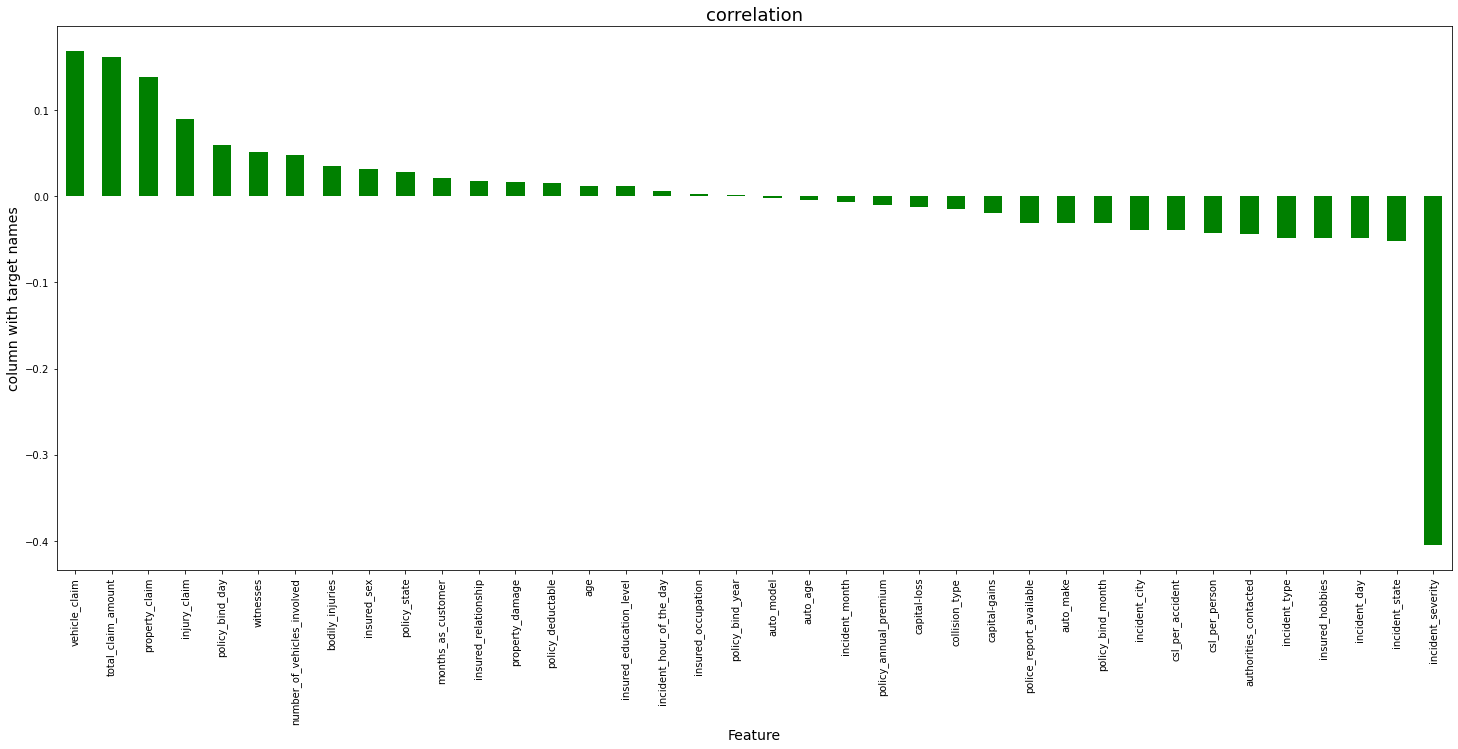 correlation
column with target names
0.1
0.0
−0.1
−0.2
−0.3
−0.4
vehicle_claim
total_claim_amount
property_claim
injury_claim
policy_bind_day
witnesses
number_of_vehicles_involved
bodily_injuries
insured_sex
policy_state
months_as_customer
insured_relationship
property_damage
policy_deductable
age
insured_education_level
incident_hour_of_the_day
insured_occupation
policy_bind_year
auto_model
auto_age
incident_month
policy_annual_premium
capital-loss
collision_type
capital-gains
police_report_available
auto_make
policy_bind_month
incident_city
csl_per_accident
csl_per_person
authorities_contacted
incident_type
insured_hobbies
incident_day
incident_state
incident_severity
Feature